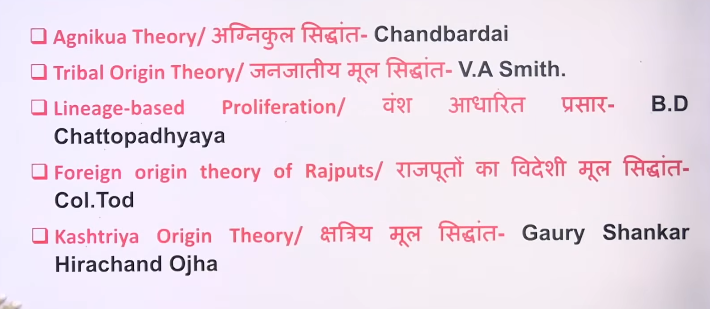 ❑ Agnikua Theory/ अग्निकुल सिद्धांत- Chandbardai
❑ Tribal Origin Theory/ जनजातीय मूल सिद्धांत- V.A Smith.
❑ Lineage-based Proliferation/ वंश आधारित प्रसार- B.D
Chattopadhyaya
❑ Foreign origin theory of Rajputs/ राजपूतों का विदेशी मूल सिद्धांत-
Col.Tod
❑ Kashtriya Origin Theory/ क्षत्रिय मूल सिद्धांत- Gaury Shankar
Hirachand Ojha